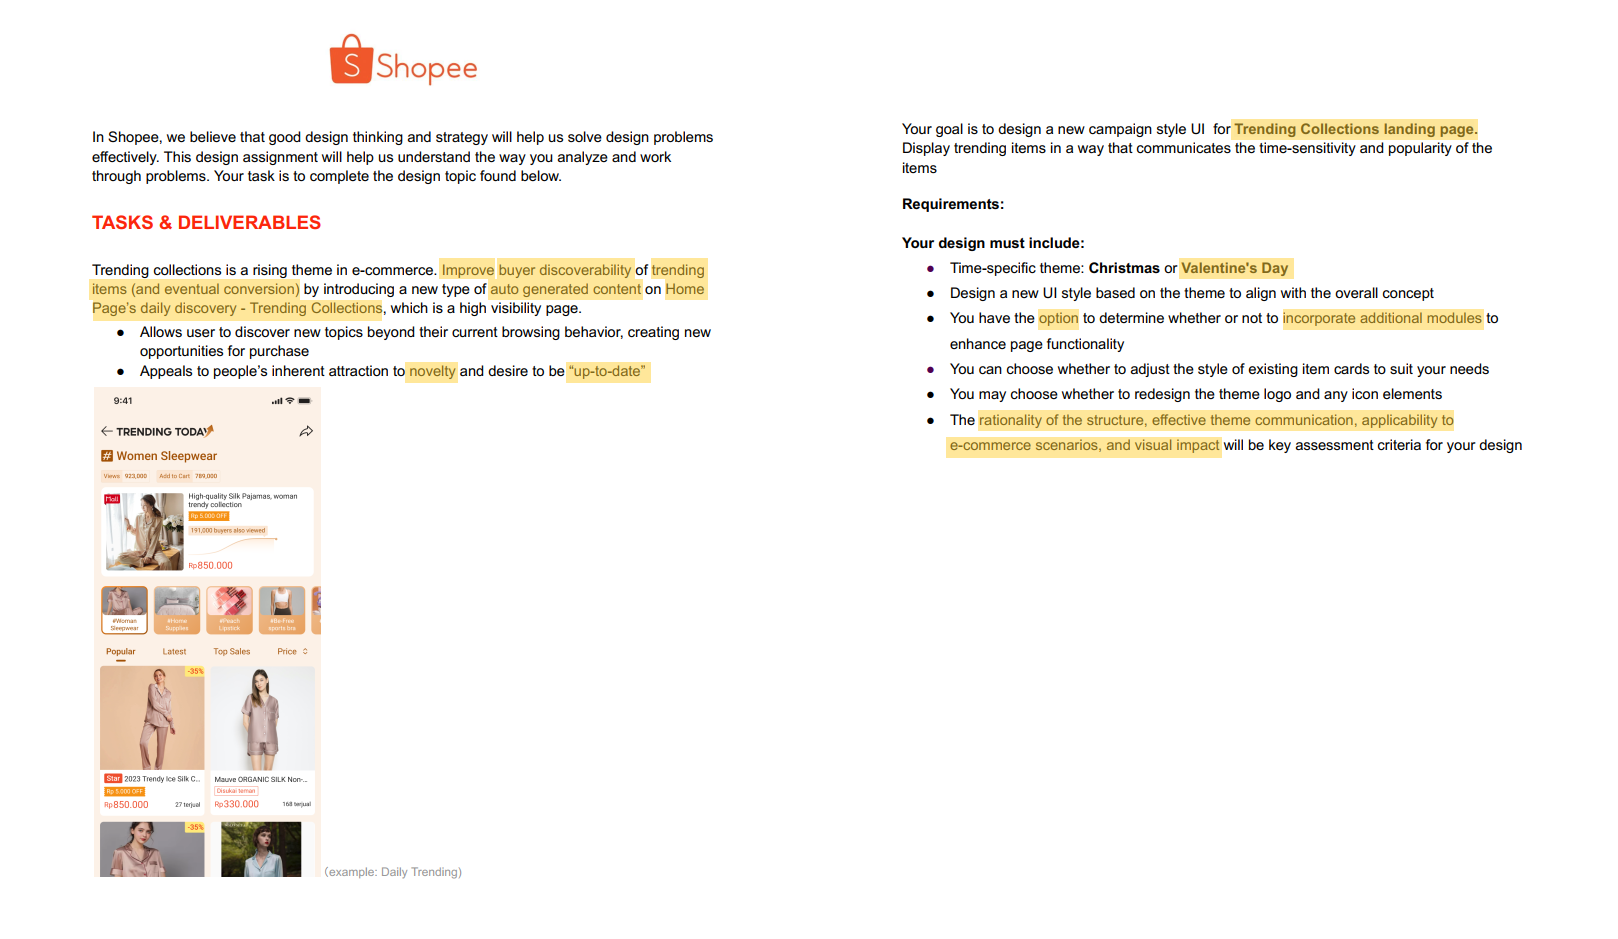 Shopee
In Shopee, we believe that good design thinking and strategy will help us solve design problems
effectively. This design assignment will help us understand the way you analyze and work
through problems. Your task is to complete the design topic found below.
TASKS & DELIVERABLES
Trending collections is a rising theme in e-commerce. Improve buyer discoverability of trending
items (and eventual conversion) by introducing a new type of auto generated content on Home
Page's daily discovery - Trending Collections, which is a high visibility page.
● Allows user to discover new topics beyond their current browsing behavior, creating new
opportunities for purchase
● Appeals to people's inherent attraction to novelty and desire to be “up-to-date”
9:41
TRENDING TODAY
# Women Sleepwear
Views 923,000 Add to Cart 789,000
Mall
High-quality Silk Pajamas, woman
trendy collection
Rp 5.000 OFF
191,000 buyers also viewed
Rp850.000
#Woman
Sleepwear
#Home
Supplies
#Peach
Lipstick
#Be Free
sports bra
Popular Latest Top Sales Price
-35%
Star 2023 Trendy Ice Silk C...
Rp 5.000 OFF
Rp850.000 27 terjual
Mauve ORGANIC SILK Non-...
Disukai teman
Rp330.000 168 terjual
-35%
(example: Daily Trending)
Your goal is to design a new campaign style UI for Trending Collections landing page.
Display trending items in a way that communicates the time-sensitivity and popularity of the
items
Requirements:
Your design must include:
● Time-specific theme: Christmas or Valentine's Day
● Design a new UI style based on the theme to align with the overall concept
● You have the option to determine whether or not to incorporate additional modules to
enhance page functionality
● You can choose whether to adjust the style of existing item cards to suit your needs
● You may choose whether to redesign the theme logo and any icon elements
● The rationality of the structure, effective theme communication, applicability to
e-commerce scenarios, and visual impact will be key assessment criteria for your design